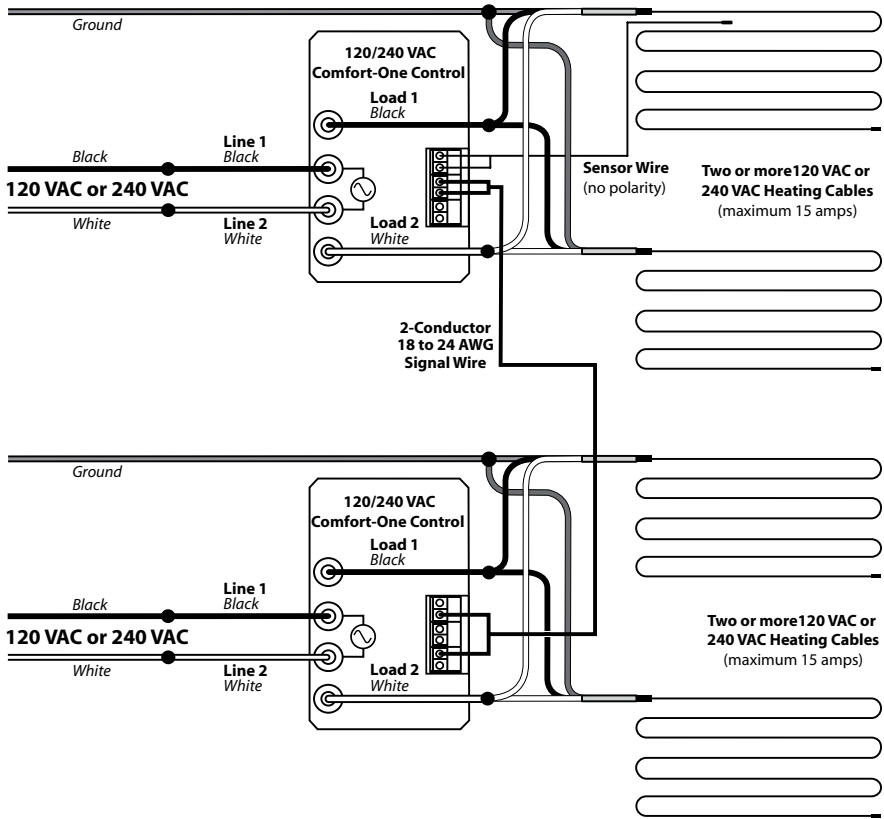 Ground
120/240 VAC
Comfort-One Control
Load 1
Black
Line 1
Black
Black
120 VAC or 240 VAC
White
Line 2
White
Load 2
White
Sensor Wire
(no polarity)
Two or more120 VAC or
240 VAC Heating Cables
(maximum 15 amps)
2-Conductor
18 to 24 AWG
Signal Wire
Ground
120/240 VAC
Comfort-One Control
Load 1
Black
Line 1
Black
Black
120 VAC or 240 VAC
White
Line 2
White
Load 2
White
Two or more120 VAC or
240 VAC Heating Cables
(maximum 15 amps)